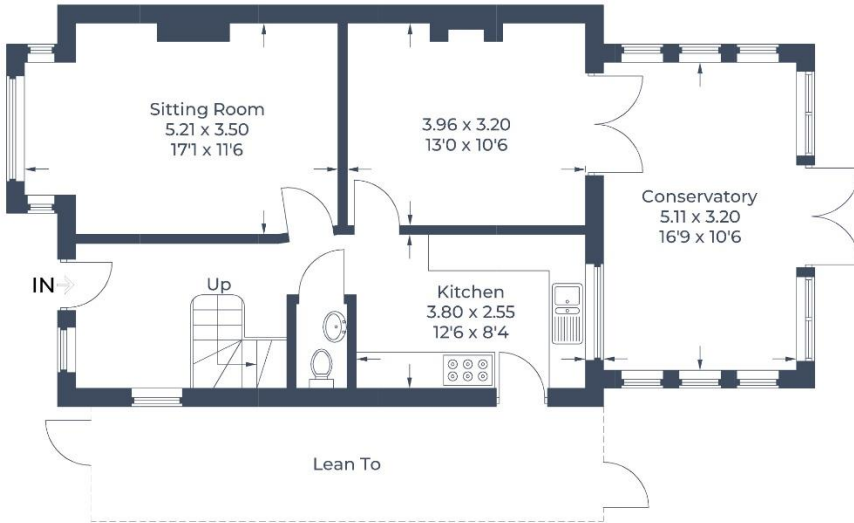 Sitting Room
5.21 x 3.50
17'1 x 11'6
3.96 x 3.20
13'0 x 10'6
Conservatory
5.11 x 3.20
16'9 x 10'6
IN
Up
Kitchen
3.80 x 2.55
12'6 x 8'4
Lean To